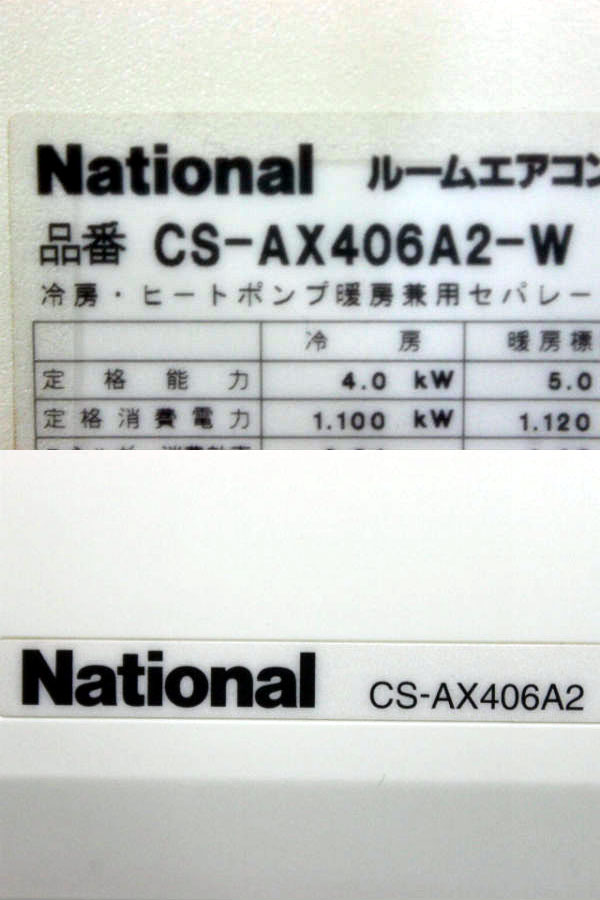 National ルームエアコン
品番 CS-AX406A2-W
冷房・ヒートポンプ暖房兼用セパレー
冷 房 暖房標
定格能力 4.0 kW 5.0
定格消費電力 1.100 kW 1.120
National CS-AX406A2